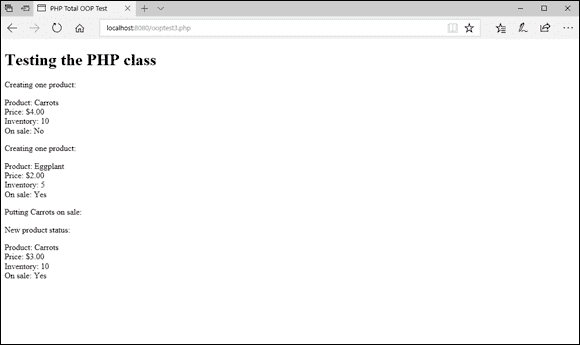 PHP Total OOP Test
localhost:8080/ooptest3.php
Testing the PHP class
Creating one product:
Product: Carrots
Price: $4.00
Inventory: 10
On sale: No
Creating one product:
Product: Eggplant
Price: $2.00
Inventory: 5
On sale: Yes
Putting Carrots on sale:
New product status:
Product: Carrots
Price: $3.00
Inventory: 10
On sale: Yes